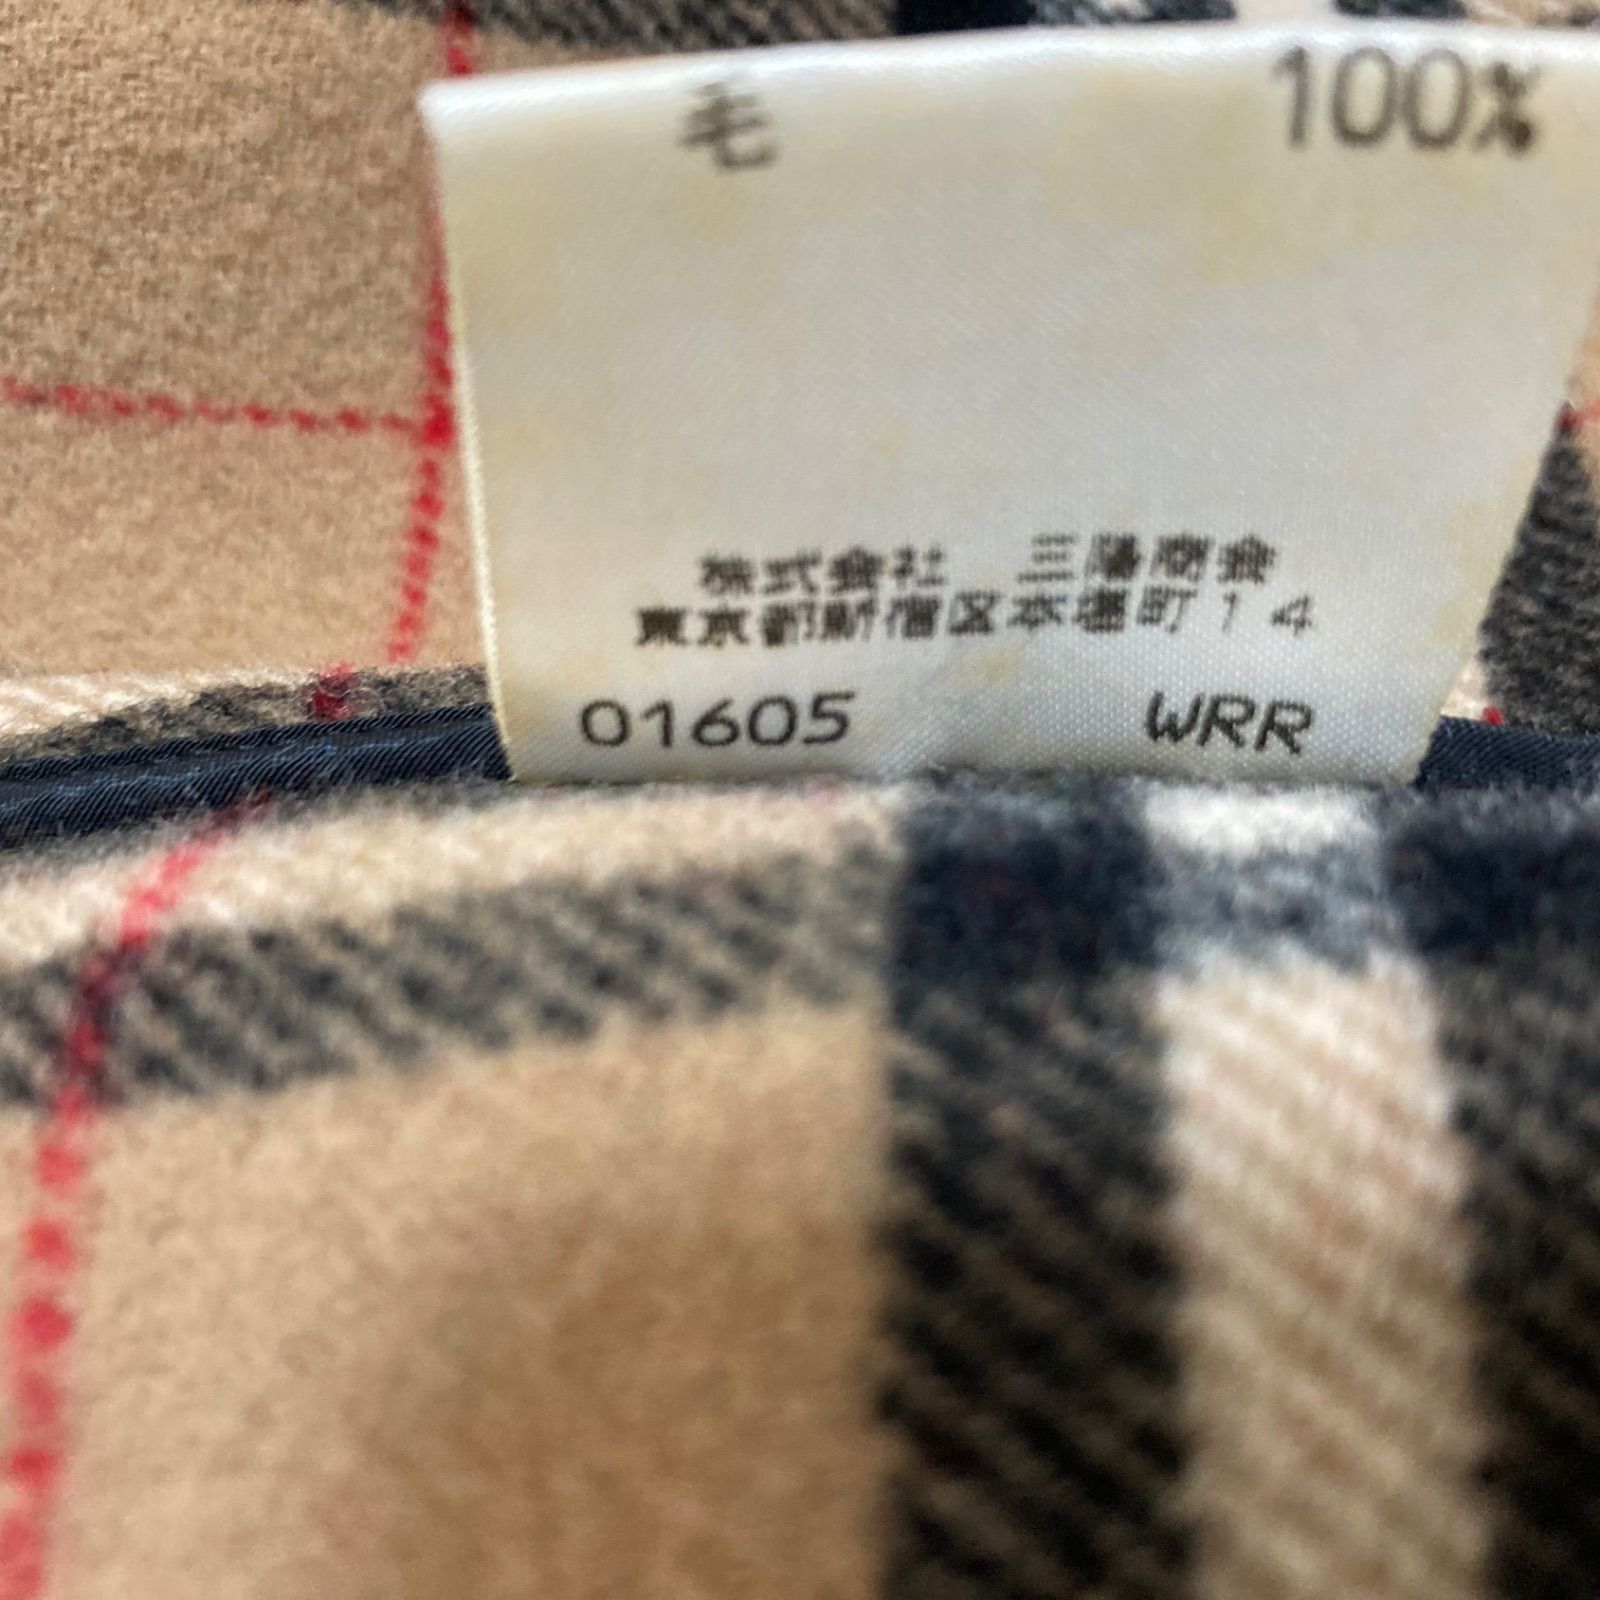 毛 100%
株式会社 三陽商会
東京都新宿区本塩町14
01605 WRR